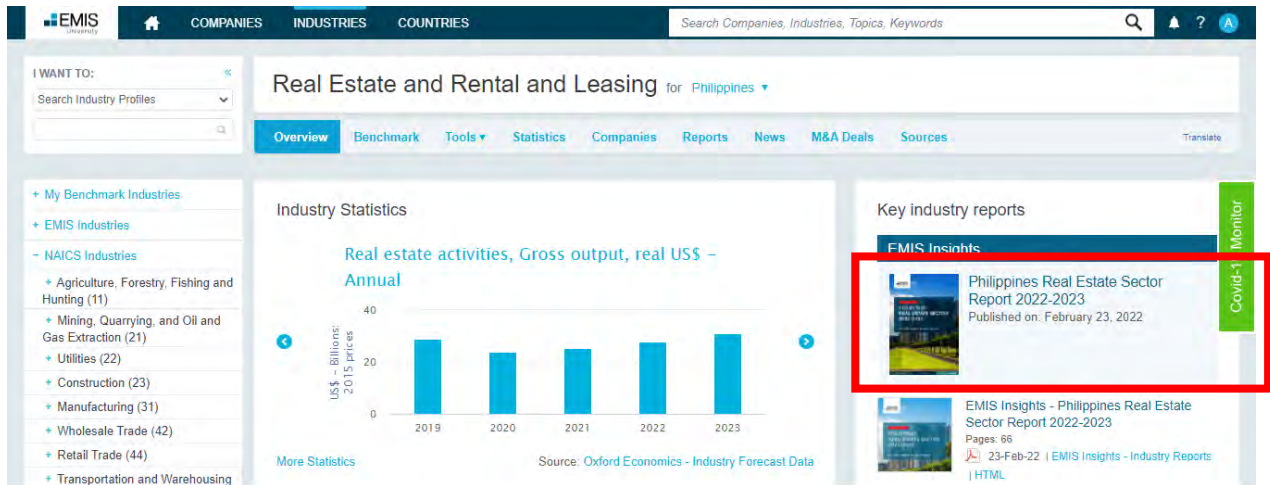 EMIS
University
COMPANIES
INDUSTRIES
COUNTRIES
Search Companies, Industries, Topics, Keywords
?
A
I WANT TO:
«
Search Industry Profiles
Real Estate and Rental and Leasing for Philippines ▾
Overview
Benchmark
Tools ▾
Statistics
Companies
Reports
News
M&A Deals
Sources
Translate
+ My Benchmark Industries
+ EMIS Industries
- NAICS Industries
+ Agriculture, Forestry, Fishing and
Hunting (11)
+ Mining, Quarrying, and Oil and
Gas Extraction (21)
+ Utilities (22)
+ Construction (23)
+ Manufacturing (31)
+ Wholesale Trade (42)
+ Retail Trade (44)
+ Transportation and Warehousing
Industry Statistics
Real estate activities, Gross output, real US$ –
Annual
US$ – Billions:
2015 prices
40
20
0
2019
2020
2021
2022
2023
More Statistics
Source: Oxford Economics - Industry Forecast Data
Key industry reports
EMIS Insights
Philippines Real Estate Sector
Report 2022-2023
Published on: February 23, 2022
EMIS Insights - Philippines Real Estate
Sector Report 2022-2023
Pages: 66
23-Feb-22 | EMIS Insights - Industry Reports
| HTML
Covid-1 Monitor